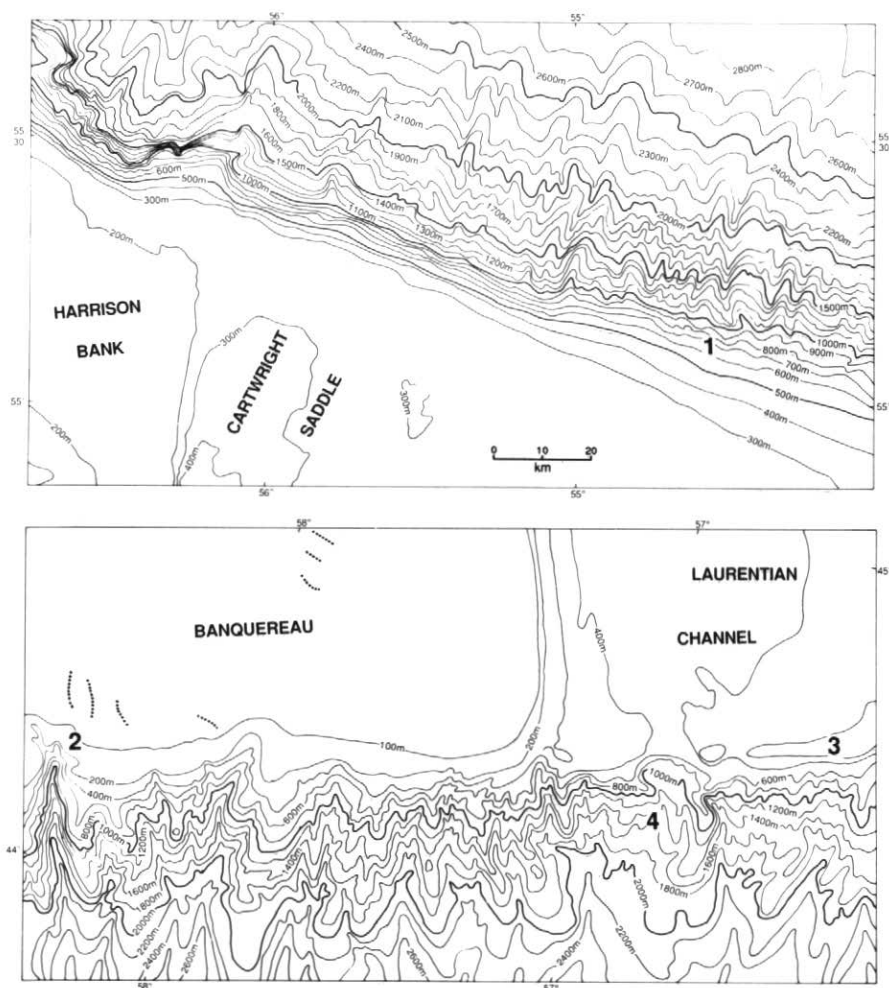 56°
55°
2500m
2400m
2600m
2200m
2700m
2800m
2000m
2100m
1800m
1600m
1900m
2300m
2600m
2400m
55
30
55
30
600m
500m
300m
1500m
1000m
1400m
1100m
1700m
1300m
1200m
2000m
2200m
200m
HARRISON
BANK
1500m
1
1000m
900m
800m
700m
600m
500m
400m
300m
300m
CARTWRIGHT
SADDLE
300m
55
55°
200m
400m
0 10 20
km
56°
55°
57°
45°
LAURENTIAN
CHANNEL
BANQUEREAU
400m
2
100m
200m
3
200m
400m
800m
1000m
1200m
600m
800m
1000m
600m
1200m
1400m
4
44
1400m
1600m
1800m
1600m
1800m
2000m
2200m
2400m
2600m
2000m
2200m
2400m
2600m
58°
57°